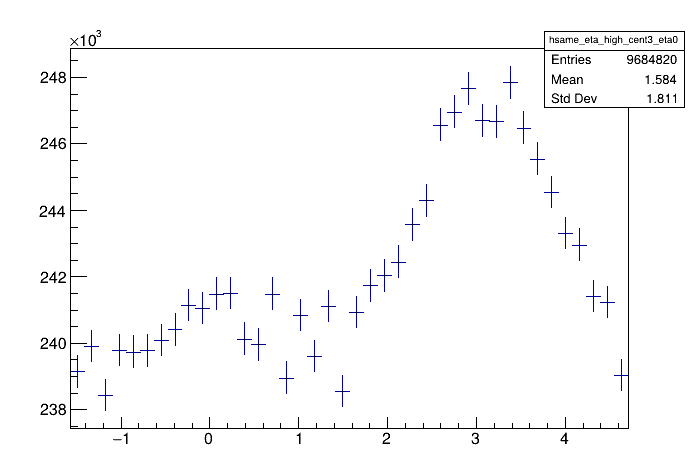 ×10³
hsame_eta_high_cent3_eta0
Entries 9684820
Mean 1.584
Std Dev 1.811
248
246
244
242
240
238
−1 0 1 2 3 4